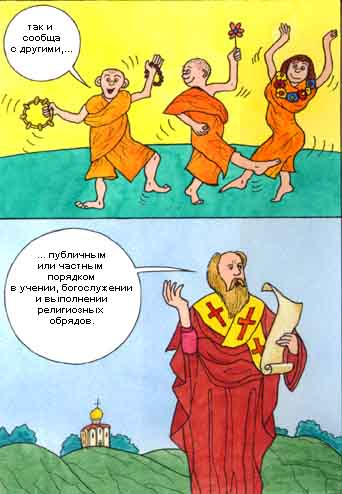 так и
сообща
с другими,...
... публичным
или частным
порядком
в учении, богослужении
и выполнении
религиозных
обрядов.